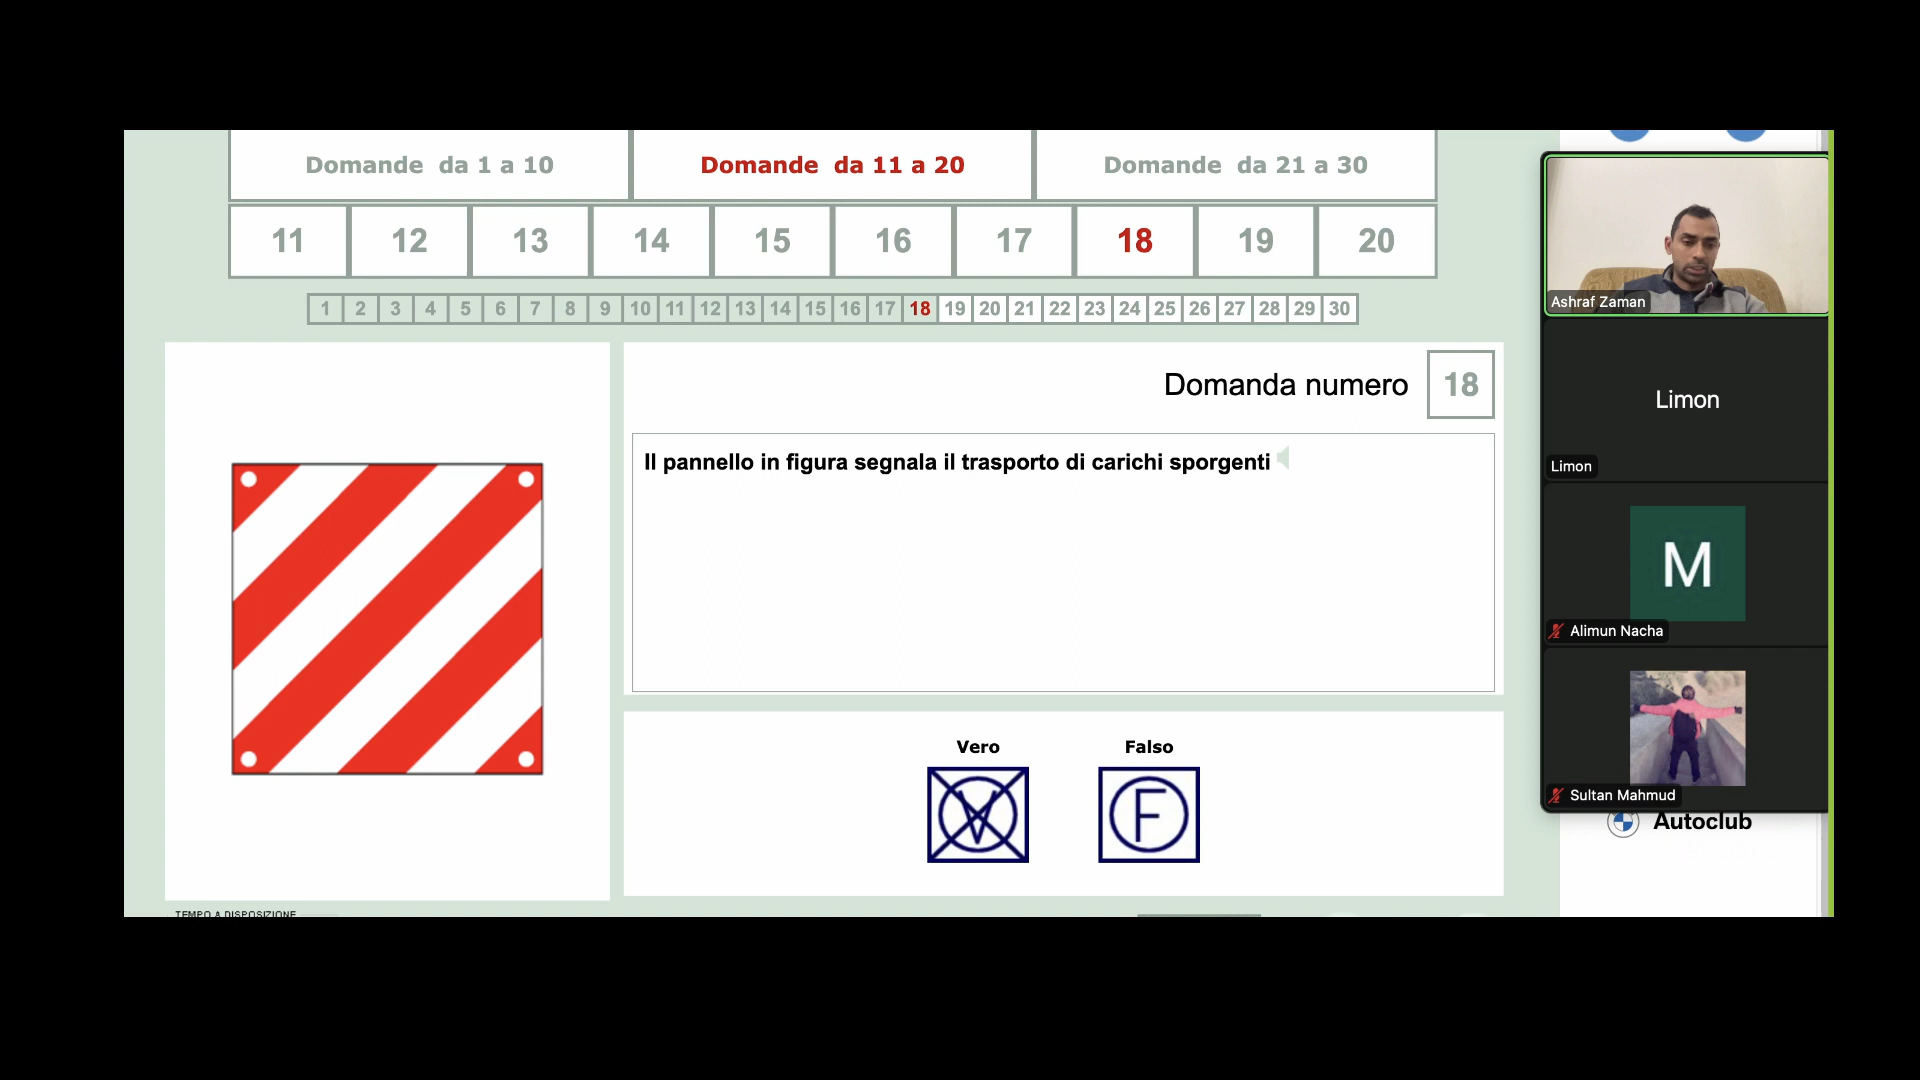 Domande da 1 a 10
Domande da 11 a 20
Domande da 21 a 30
11 12 13 14 15 16 17 18 19 20
1 2 3 4 5 6 7 8 9 10 11 12 13 14 15 16 17 18 19 20 21 22 23 24 25 26 27 28 29 30
Domanda numero 18
Il pannello in figura segnala il trasporto di carichi sporgenti
Vero
Falso
V
F
TEMPO A DISPOSIZIONE
Ashraf Zaman
Limon
Limon
M
Alimun Nacha
Sultan Mahmud
Autoclub